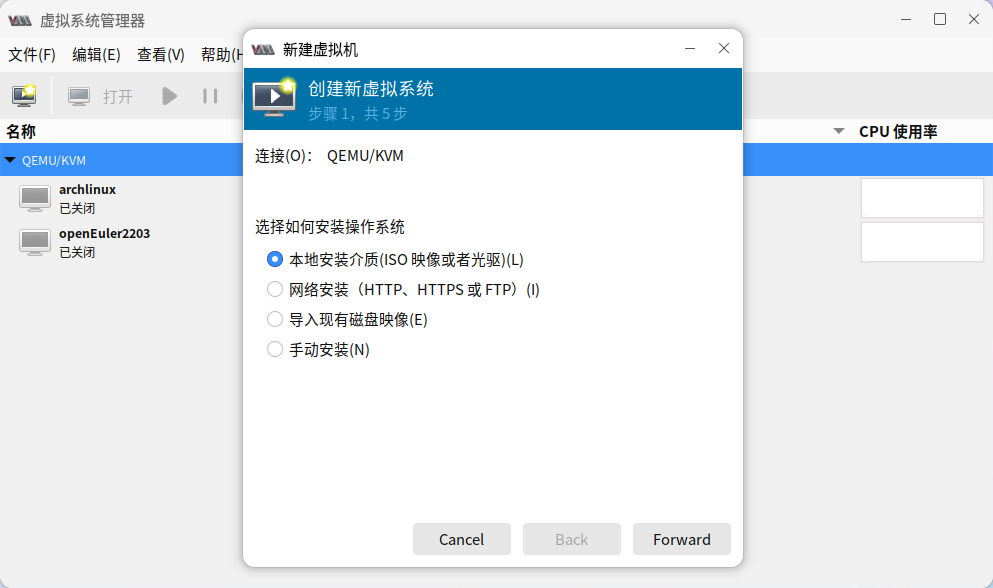 虚拟系统管理器
文件(F) 编辑(E) 查看(V) 帮助(H
打开
名称 CPU 使用率
QEMU/KVM
archlinux
已关闭
openEuler2203
已关闭
新建虚拟机
创建新虚拟系统
步骤 1，共 5 步
连接(O)： QEMU/KVM
选择如何安装操作系统
本地安装介质(ISO 映像或者光驱)(L)
网络安装（HTTP、HTTPS 或 FTP）(I)
导入现有磁盘映像(E)
手动安装(N)
Cancel Back Forward